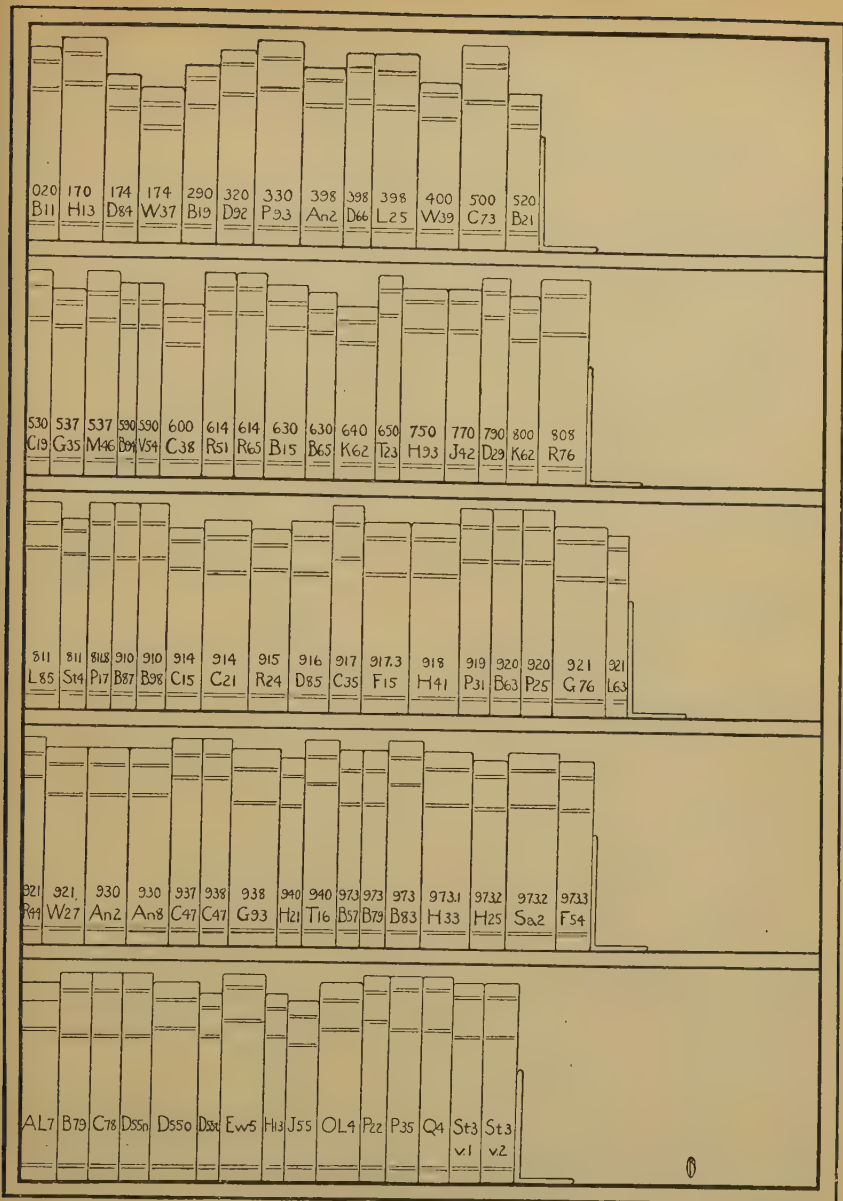 020 170 174 174 290 320 330 398 398 398 400 500 520
B11 H13 D84 W37 B19 D92 P93 An2 D66 L25 W39 C73 B21
530 537 537 590 590 600 614 614 630 630 640 650 750 770 790 800 808
C19 G35 M46 B94 V54 C38 R51 R65 B15 B65 K62 T23 H93 J42 D29 K62 R76
811 811 811.8 910 910 914 914 915 916 917 917.3 918 919 920 920 921 921
L85 St4 P17 B87 B98 C15 C21 R24 D85 C35 F15 H41 P31 B63 P25 G76 L63
921 921 930 930 937 938 938 940 940 973 973 973 973.1 973.2 973.2 973.3
R44 W27 An2 An8 C47 C47 G93 H21 T16 B57 B79 B83 H33 H25 Sa2 F54
AL7 B79 C78 D55n D55o D55t Ew5 H13 J55 OL4 P22 P35 Q4 St3 St3
v.1 v.2